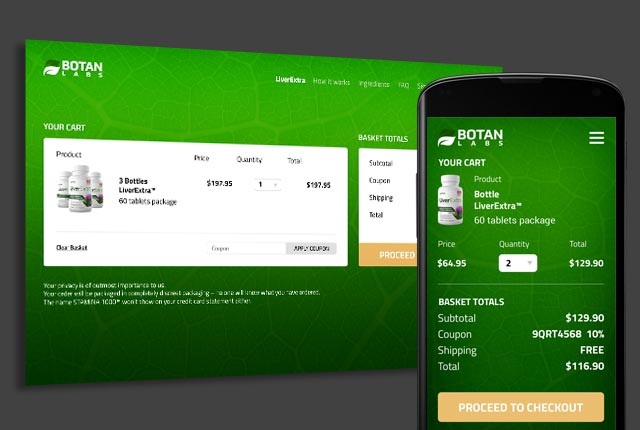 BOTAN
LABS
LiverExtra How it works Ingredients FAQ
YOUR CART
Product Price Quantity Total
3 Bottles
LiverExtra™
60 tablets package
$197.95 1 $197.95
Clear Basket Coupon APPLY COUPON
BASKET TOTALS
Subtotal
Coupon
Shipping
Total
PROCEED
Your privacy is of outmost importance to us.
Your order will be packaged in completely discreet packaging – no one will know what you have ordered.
The name STAMINA 1000™ won't show on your credit card statement either.
BOTAN
LABS
YOUR CART
Product
Bottle
LiverExtra™
60 tablets package
Price Quantity Total
$64.95 2 $129.90
BASKET TOTALS
Subtotal $129.90
Coupon 9QRT4568 10%
Shipping FREE
Total $116.90
PROCEED TO CHECKOUT